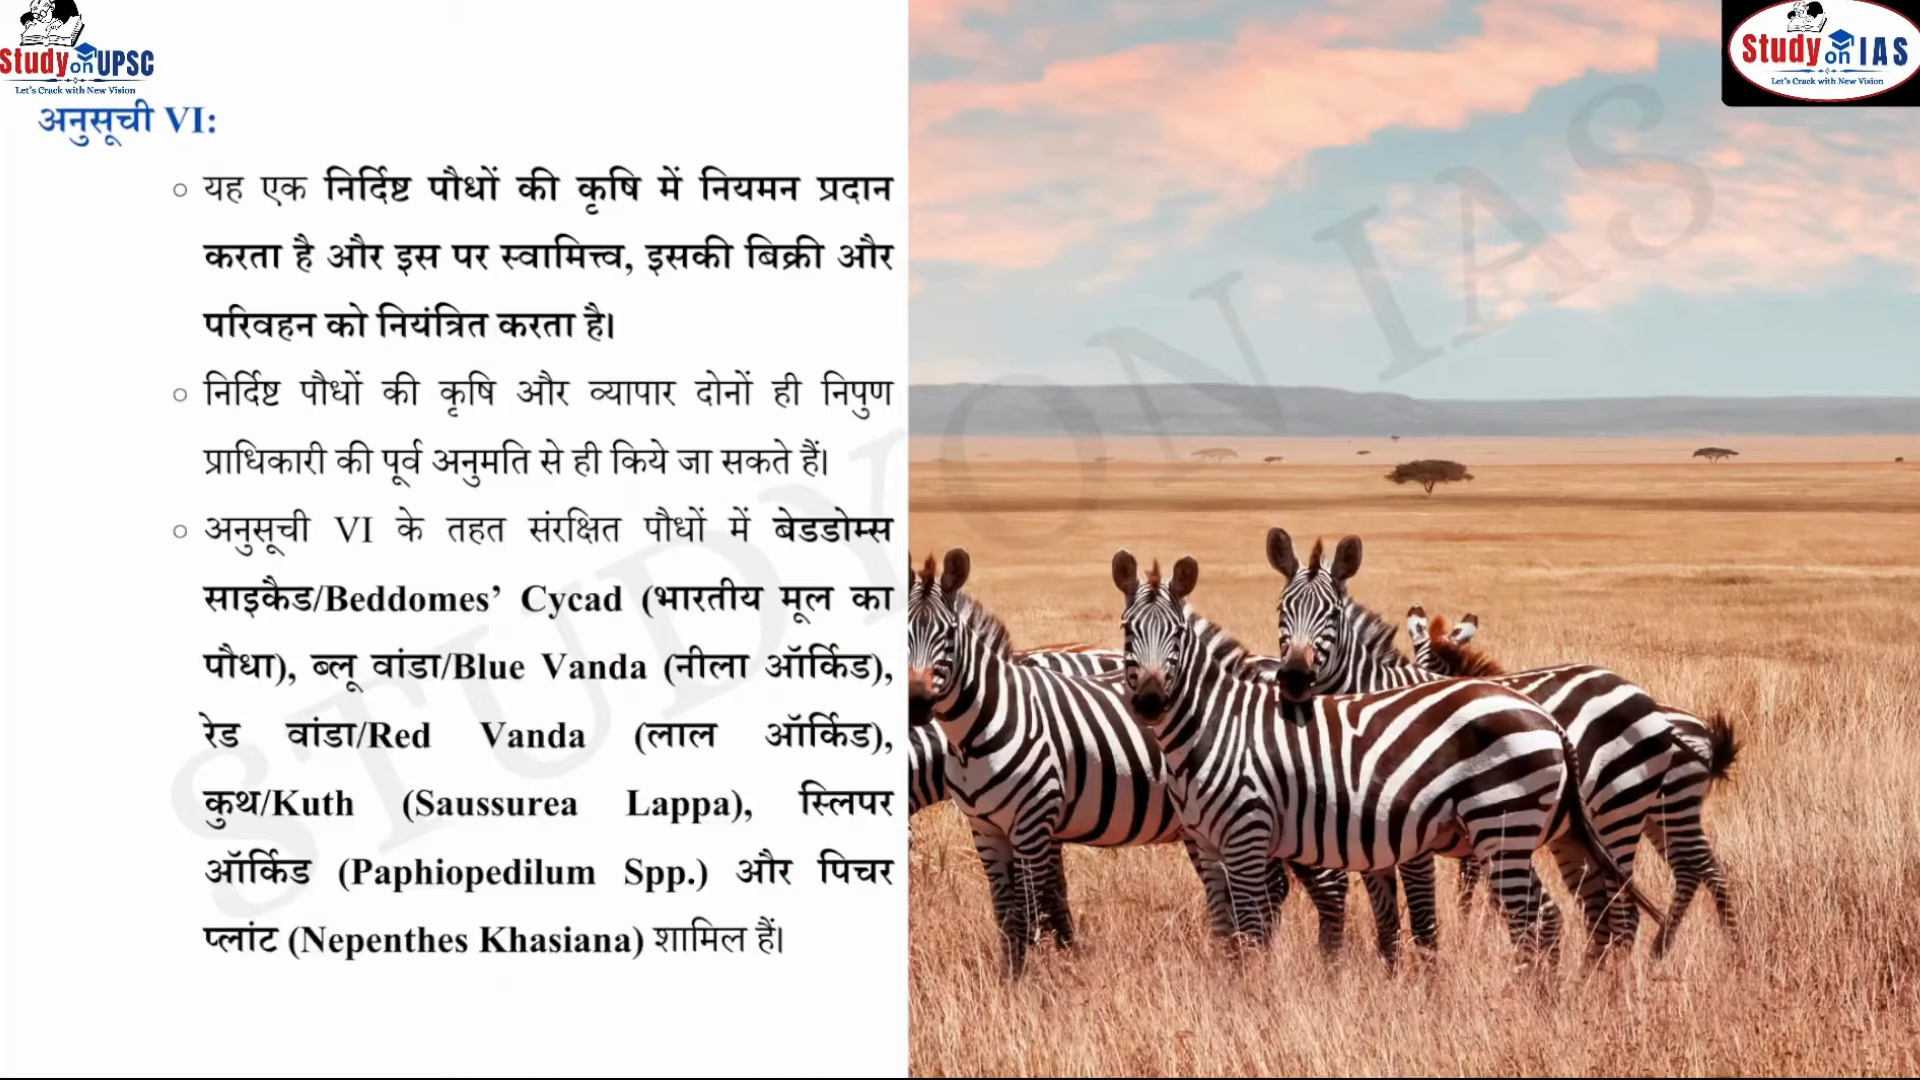 Study on UPSC
Let's Crack with New Vision
Study on IAS
Let's Crack with New Vision
अनुसूची VI:
○ यह एक निर्दिष्ट पौधों की कृषि में नियमन प्रदान
करता है और इस पर स्वामित्त्व, इसकी बिक्री और
परिवहन को नियंत्रित करता है।
○ निर्दिष्ट पौधों की कृषि और व्यापार दोनों ही निपुण
प्राधिकारी की पूर्व अनुमति से ही किये जा सकते हैं।
○ अनुसूची VI के तहत संरक्षित पौधों में बेडडोम्स
साइकैड/Beddomes’ Cycad (भारतीय मूल का
पौधा), ब्लू वांडा/Blue Vanda (नीला ऑर्किड),
रेड वांडा/Red Vanda (लाल ऑर्किड),
कुथ/Kuth (Saussurea Lappa), स्लिपर
ऑर्किड (Paphiopedilum Spp.) और पिचर
प्लांट (Nepenthes Khasiana) शामिल हैं।
STUDY ON IAS